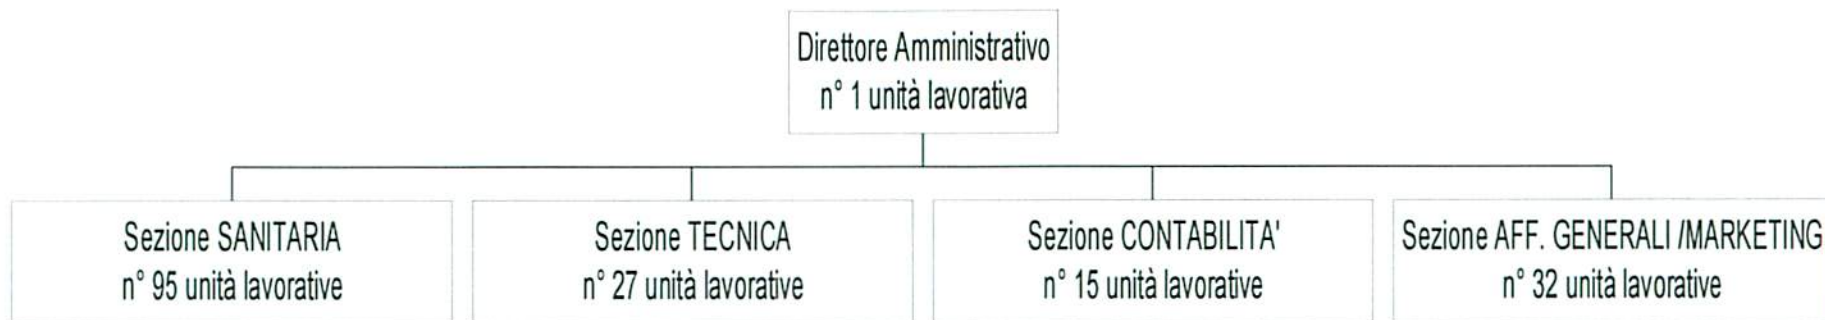 Direttore Amministrativo
n° 1 unità lavorativa
Sezione SANITARIA
n° 95 unità lavorative
Sezione TECNICA
n° 27 unità lavorative
Sezione CONTABILITA'
n° 15 unità lavorative
Sezione AFF. GENERALI /MARKETING
n° 32 unità lavorative